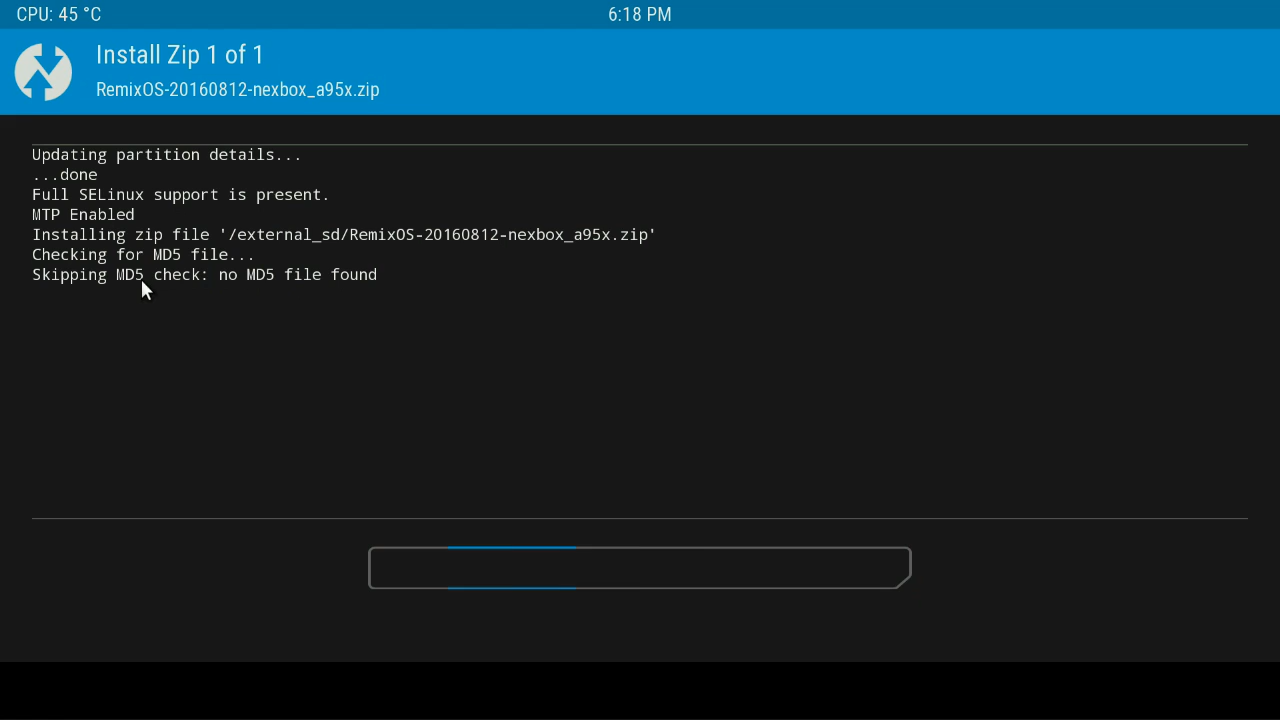 CPU: 45 °C
6:18 PM
Install Zip 1 of 1
RemixOS-20160812-nexbox_a95x.zip
Updating partition details...
...done
Full SELinux support is present.
MTP Enabled
Installing zip file '/external_sd/RemixOS-20160812-nexbox_a95x.zip'
Checking for MD5 file...
Skipping MD5 check: no MD5 file found